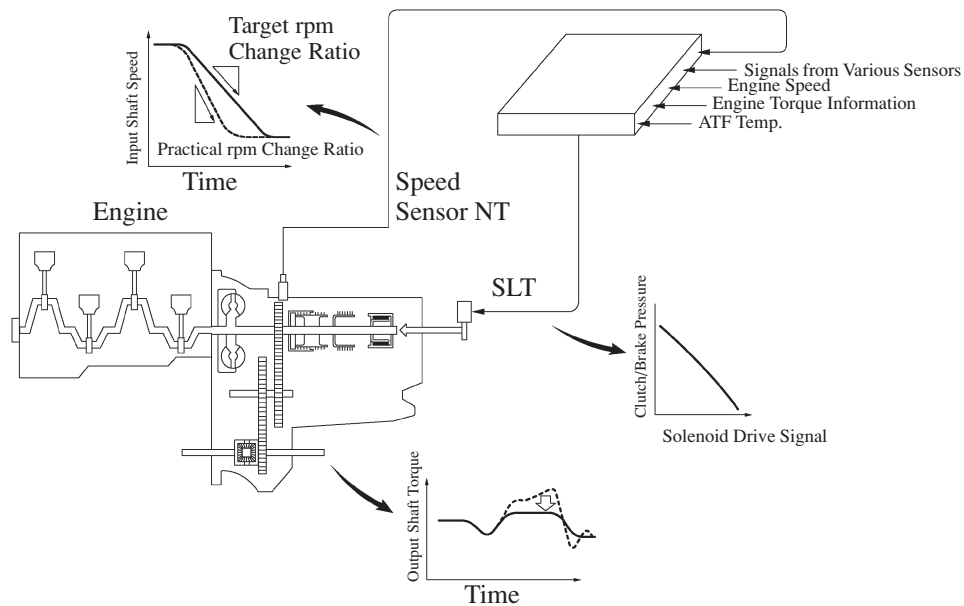 Target rpm
Change Ratio
Input Shaft Speed
Practical rpm Change Ratio
Time
Signals from Various Sensors
Engine Speed
Engine Torque Information
ATF Temp.
Speed
Sensor NT
Engine
SLT
Clutch/Brake Pressure
Solenoid Drive Signal
Output Shaft Torque
Time